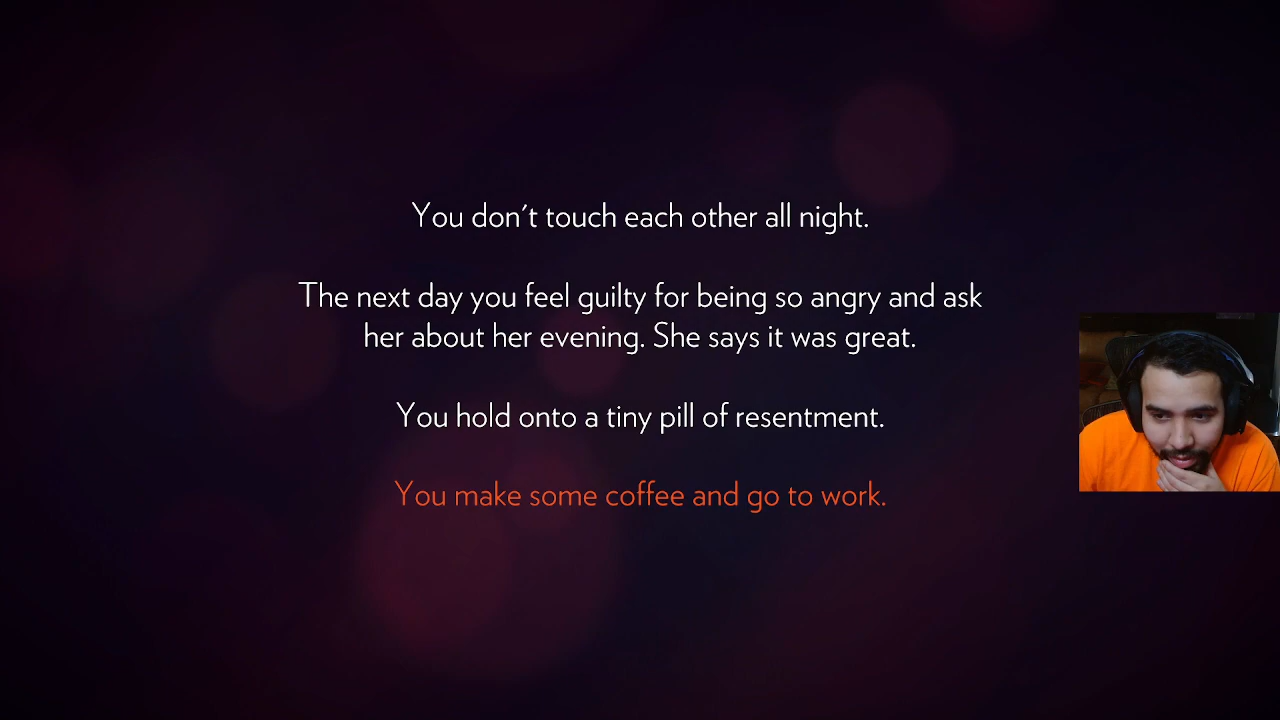 You don't touch each other all night.
The next day you feel guilty for being so angry and ask
her about her evening. She says it was great.
You hold onto a tiny pill of resentment.
You make some coffee and go to work.